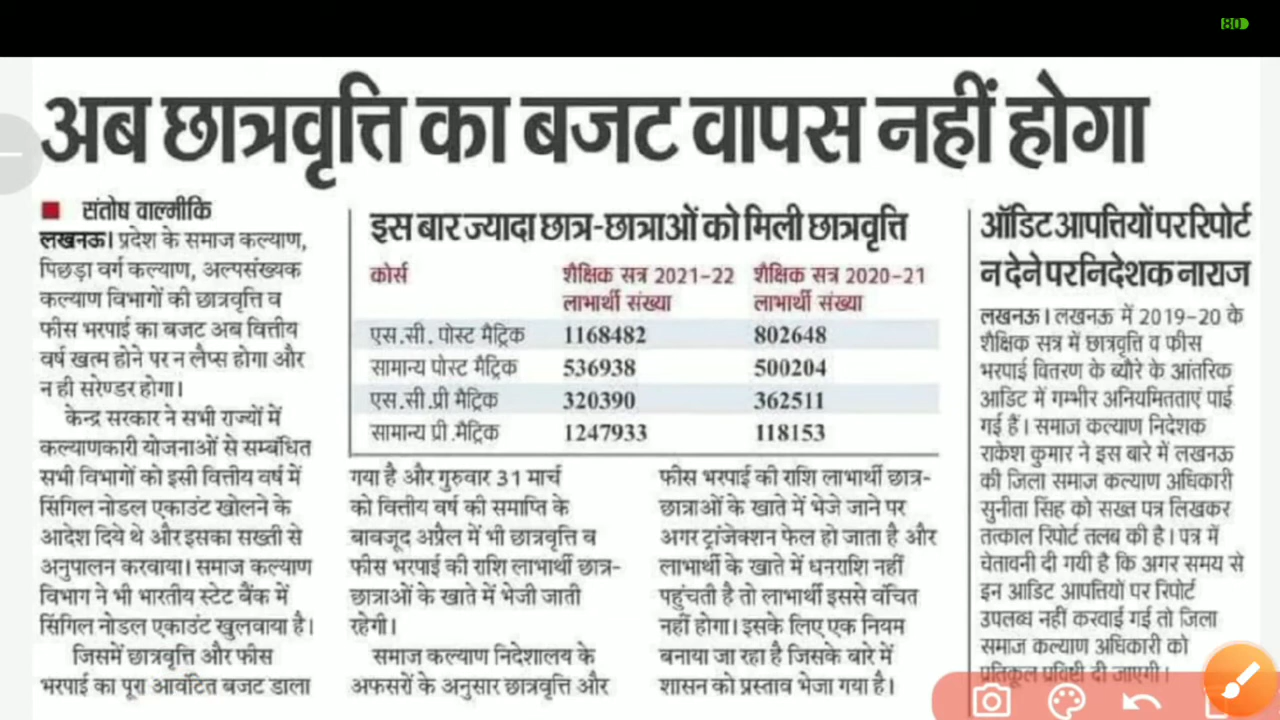 80
अब छात्रवृत्ति का बजट वापस नहीं होगा
संतोष वाल्मीकि
लखनऊ। प्रदेश के समाज कल्याण,
पिछड़ा वर्ग कल्याण, अल्पसंख्यक
कल्याण विभागों की छात्रवृत्ति व
फीस भरपाई का बजट अब वित्तीय
वर्ष खत्म होने पर न लैप्स होगा और
न ही सरेण्डर होगा।
केन्द्र सरकार ने सभी राज्यों में
कल्याणकारी योजनाओं से सम्बंधित
सभी विभागों को इसी वित्तीय वर्ष में
सिंगिल नोडल एकाउंट खोलने के
आदेश दिये थे और इसका सख्ती से
अनुपालन करवाया। समाज कल्याण
विभाग ने भी भारतीय स्टेट बैंक में
सिंगिल नोडल एकाउंट खुलवाया है।
जिसमें छात्रवृत्ति और फीस
भरपाई का पूरा आवंटित बजट डाला
इस बार ज्यादा छात्र-छात्राओं को मिली छात्रवृत्ति
कोर्स शैक्षिक सत्र 2021-22 शैक्षिक सत्र 2020-21
लाभार्थी संख्या लाभार्थी संख्या
एस.सी. पोस्ट मैट्रिक 1168482 802648
सामान्य पोस्ट मैट्रिक 536938 500204
एस.सी.प्री मैट्रिक 320390 362511
सामान्य प्री.मैट्रिक 1247933 118153
गया है और गुरुवार 31 मार्च
को वित्तीय वर्ष की समाप्ति के
बावजूद अप्रैल में भी छात्रवृत्ति व
फीस भरपाई की राशि लाभार्थी छात्र-
छात्राओं के खाते में भेजी जाती
रहेगी।
समाज कल्याण निदेशालय के
अफसरों के अनुसार छात्रवृत्ति और
फीस भरपाई की राशि लाभार्थी छात्र-
छात्राओं के खाते में भेजे जाने पर
अगर ट्रांजेक्शन फेल हो जाता है और
लाभार्थी के खाते में धनराशि नहीं
पहुंचती है तो लाभार्थी इससे वंचित
नहीं होगा। इसके लिए एक नियम
बनाया जा रहा है जिसके बारे में
शासन को प्रस्ताव भेजा गया है।
ऑडिट आपत्तियों पर रिपोर्ट
न देने पर निदेशक नाराज
लखनऊ। लखनऊ में 2019-20 के
शैक्षिक सत्र में छात्रवृत्ति व फीस
भरपाई वितरण के ब्यौरे के आंतरिक
आडिट में गम्भीर अनियमितताएं पाई
गई हैं। समाज कल्याण निदेशक
राकेश कुमार ने इस बारे में लखनऊ
की जिला समाज कल्याण अधिकारी
सुनीता सिंह को सख्त पत्र लिखकर
तत्काल रिपोर्ट तलब की है। पत्र में
चेतावनी दी गयी है कि अगर समय से
इन आडिट आपत्तियों पर रिपोर्ट
उपलब्ध नहीं करवाई गई तो जिला
समाज कल्याण अधिकारी को
प्रतिकूल प्रविष्टी दी जाएगी।